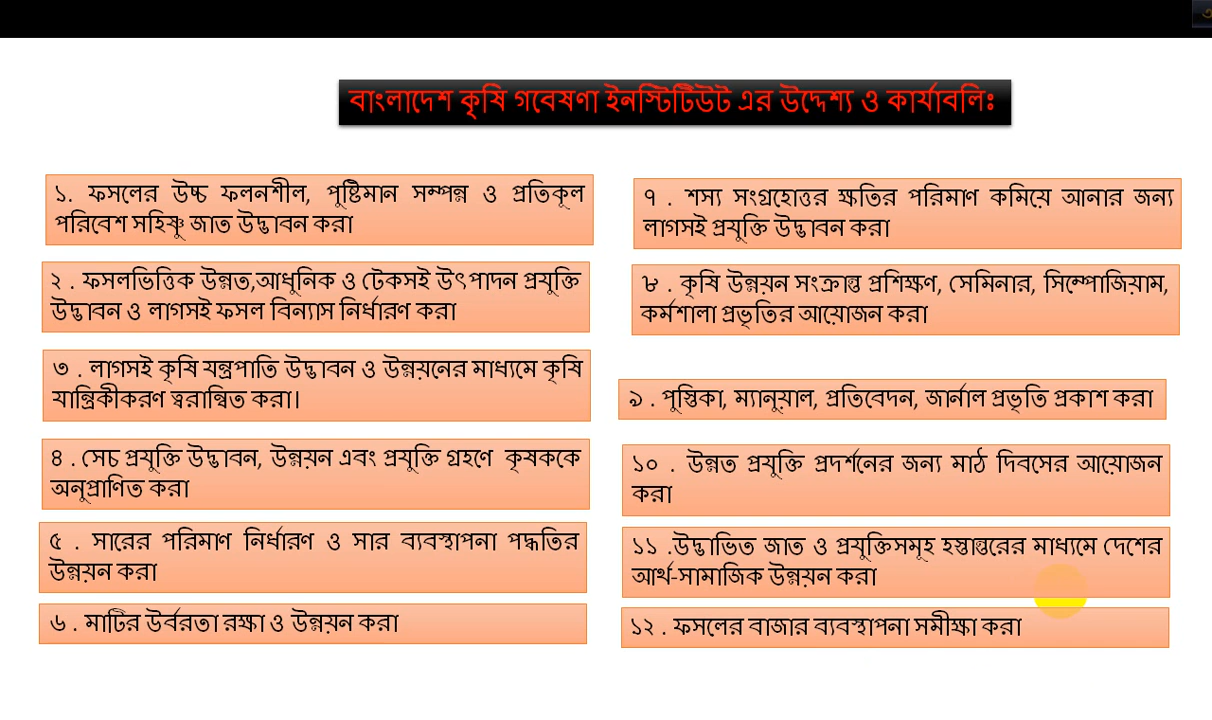 বাংলাদেশ কৃষি গবেষণা ইনস্টিটিউট এর উদ্দেশ্য ও কার্যাবলিঃ
১. ফসলের উচ্চ ফলনশীল, পুষ্টিমান সম্পন্ন ও প্রতিকূল
পরিবেশ সহিষ্ণু জাত উদ্ভাবন করা
২ . ফসলভিত্তিক উন্নত,আধুনিক ও টেকসই উৎপাদন প্রযুক্তি
উদ্ভাবন ও লাগসই ফসল বিন্যাস নির্ধারণ করা
৩ . লাগসই কৃষি যন্ত্রপাতি উদ্ভাবন ও উন্নয়নের মাধ্যমে কৃষি
যান্ত্রিকীকরণ ত্বরান্বিত করা।
৪ . সেচ প্রযুক্তি উদ্ভাবন, উন্নয়ন এবং প্রযুক্তি গ্রহণে কৃষককে
অনুপ্রাণিত করা
৫ . সারের পরিমাণ নির্ধারণ ও সার ব্যবস্থাপনা পদ্ধতির
উন্নয়ন করা
৬ . মাটির উর্বরতা রক্ষা ও উন্নয়ন করা
৭ . শস্য সংগ্রহোত্তর ক্ষতির পরিমাণ কমিয়ে আনার জন্য
লাগসই প্রযুক্তি উদ্ভাবন করা
৮ . কৃষি উন্নয়ন সংক্রান্ত প্রশিক্ষণ, সেমিনার, সিম্পোজিয়াম,
কর্মশালা প্রভৃতির আয়োজন করা
৯ . পুস্তিকা, ম্যানুয়াল, প্রতিবেদন, জার্নাল প্রভৃতি প্রকাশ করা
১০ . উন্নত প্রযুক্তি প্রদর্শনের জন্য মাঠ দিবসের আয়োজন
করা
১১ .উদ্ভাভিত জাত ও প্রযুক্তিসমূহ হস্তান্তরের মাধ্যমে দেশের
আর্থ-সামাজিক উন্নয়ন করা
১২ . ফসলের বাজার ব্যবস্থাপনা সমীক্ষা করা